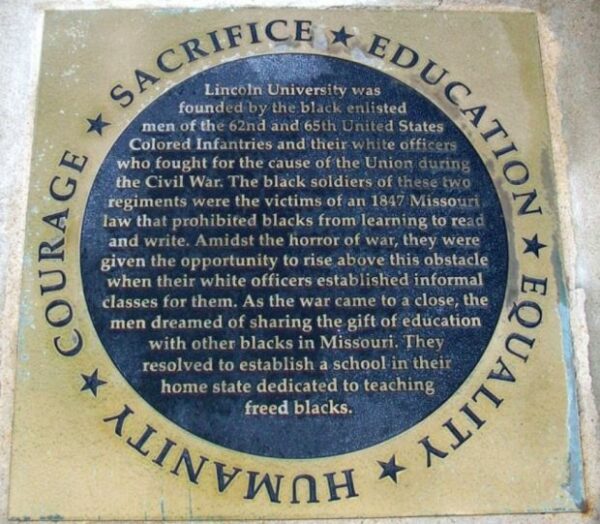 COURAGE ★ SACRIFICE ★ EDUCATION ★ EQUALITY ★ HUMANITY ★
Lincoln University was
founded by the black enlisted
men of the 62nd and 65th United States
Colored Infantries and their white officers
who fought for the cause of the Union during
the Civil War. The black soldiers of these two
regiments were the victims of an 1847 Missouri
law that prohibited blacks from learning to read
and write. Amidst the horror of war, they were
given the opportunity to rise above this obstacle
when their white officers established informal
classes for them. As the war came to a close, the
men dreamed of sharing the gift of education
with other blacks in Missouri. They
resolved to establish a school in their
home state dedicated to teaching
freed blacks.